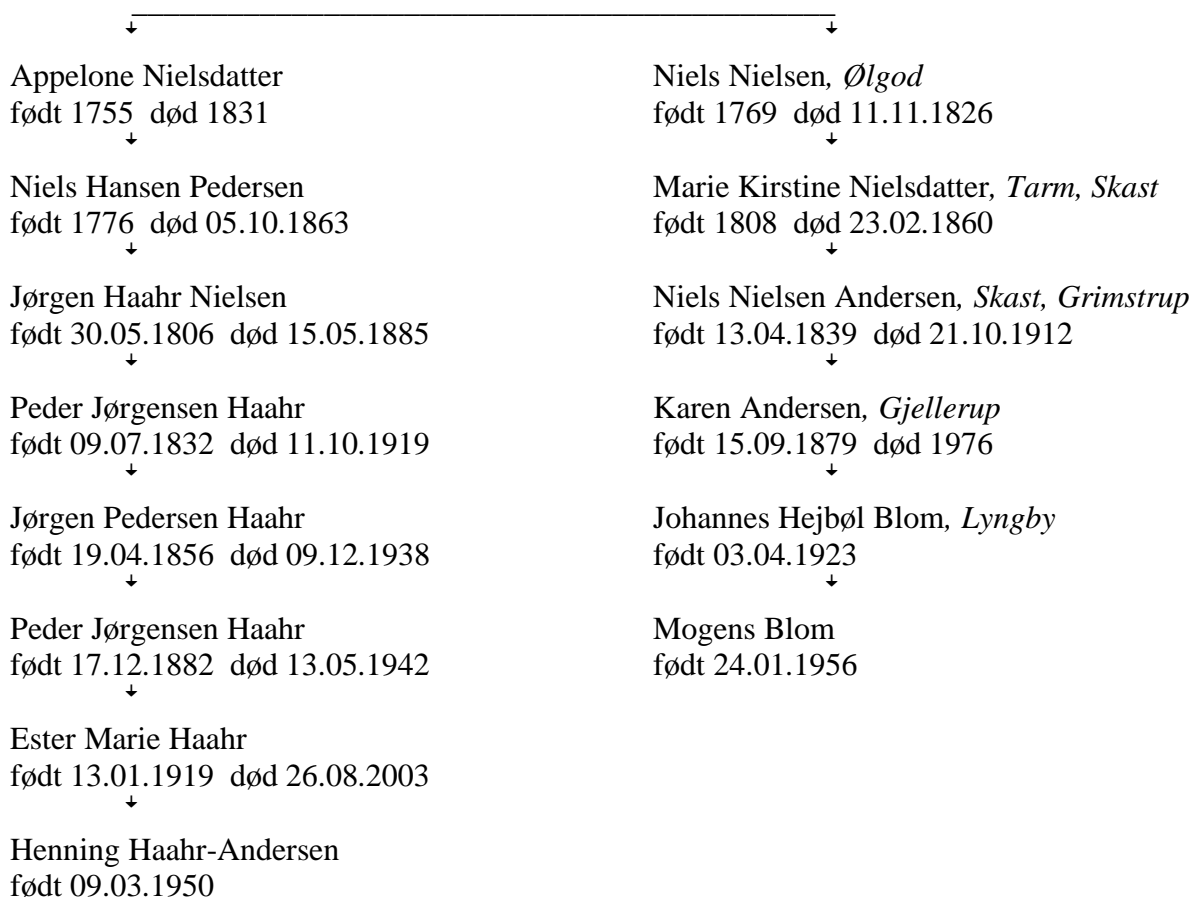 Appelone Nielsdatter
født 1755 død 1831
Niels Hansen Pedersen
født 1776 død 05.10.1863
Jørgen Haahr Nielsen
født 30.05.1806 død 15.05.1885
Peder Jørgensen Haahr
født 09.07.1832 død 11.10.1919
Jørgen Pedersen Haahr
født 19.04.1856 død 09.12.1938
Peder Jørgensen Haahr
født 17.12.1882 død 13.05.1942
Ester Marie Haahr
født 13.01.1919 død 26.08.2003
Henning Haahr-Andersen
født 09.03.1950
Niels Nielsen, Ølgod
født 1769 død 11.11.1826
Marie Kirstine Nielsdatter, Tarm, Skast
født 1808 død 23.02.1860
Niels Nielsen Andersen, Skast, Grimstrup
født 13.04.1839 død 21.10.1912
Karen Andersen, Gjellerup
født 15.09.1879 død 1976
Johannes Hejbøl Blom, Lyngby
født 03.04.1923
Mogens Blom
født 24.01.1956